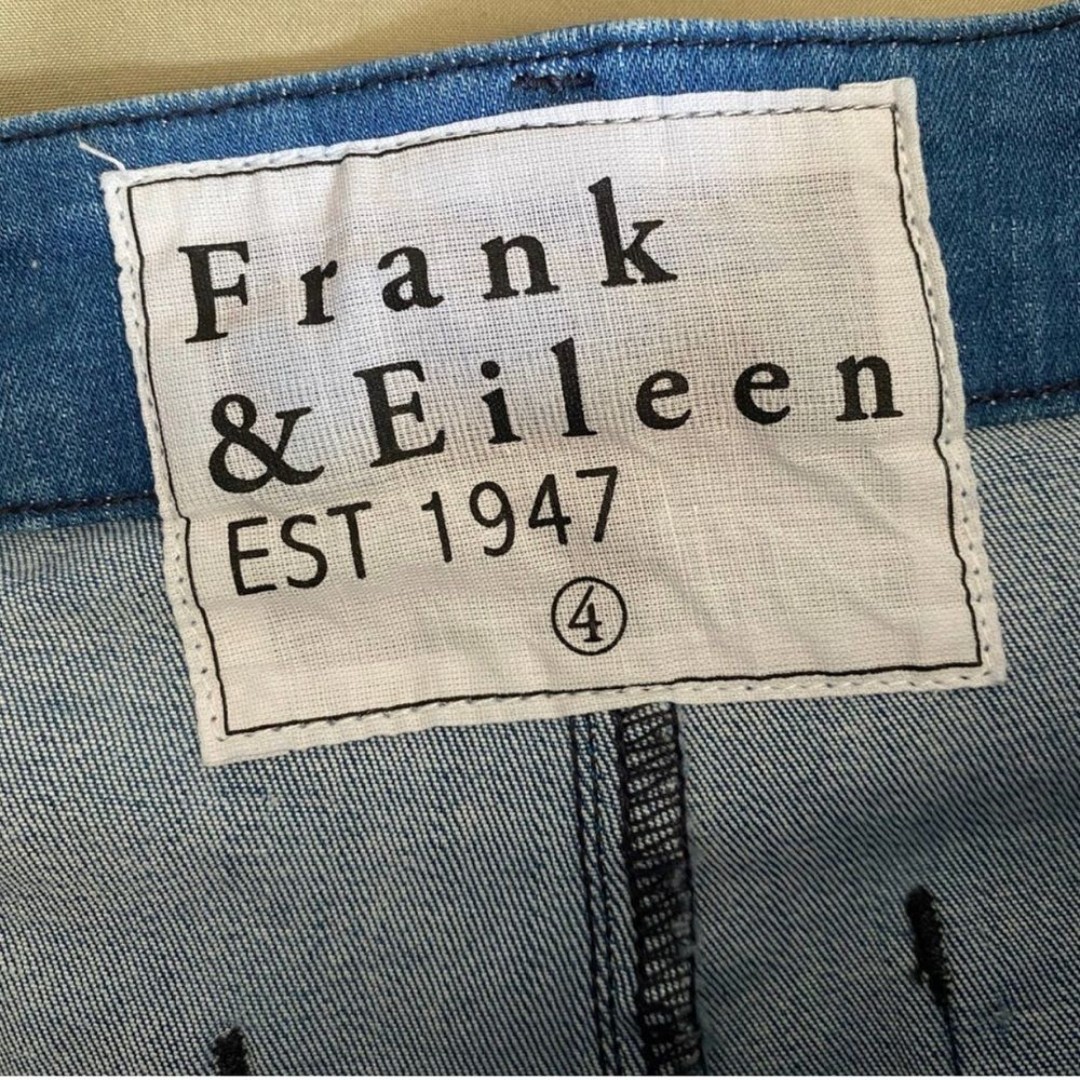 Frank
& Eileen
EST 1947
④